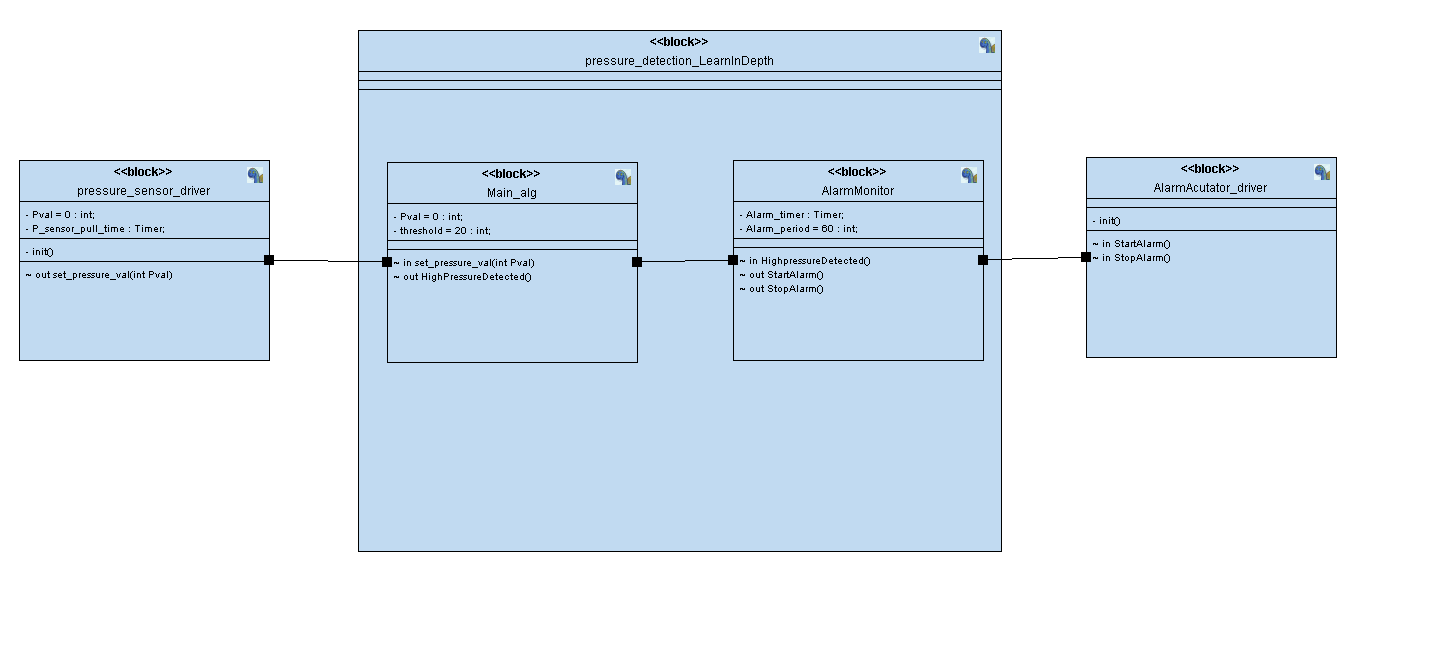 <<block>>
pressure_detection_LearnInDepth
<<block>>
pressure_sensor_driver
- Pval = 0 : int;
- P_sensor_pull_time : Timer;
- init()
~ out set_pressure_val(int Pval)
<<block>>
Main_alg
- Pval = 0 : int;
- threshold = 20 : int;
~ in set_pressure_val(int Pval)
~ out HighPressureDetected()
<<block>>
AlarmMonitor
- Alarm_timer : Timer;
- Alarm_period = 60 : int;
~ in HighpressureDetected()
~ out StartAlarm()
~ out StopAlarm()
<<block>>
AlarmAcutator_driver
- init()
~ in StartAlarm()
~ in StopAlarm()